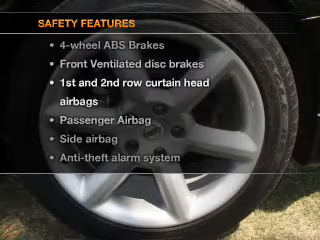 SAFETY FEATURES
• 4-wheel ABS Brakes
• Front Ventilated disc brakes
• 1st and 2nd row curtain head
airbags
• Passenger Airbag
• Side airbag
• Anti-theft alarm system